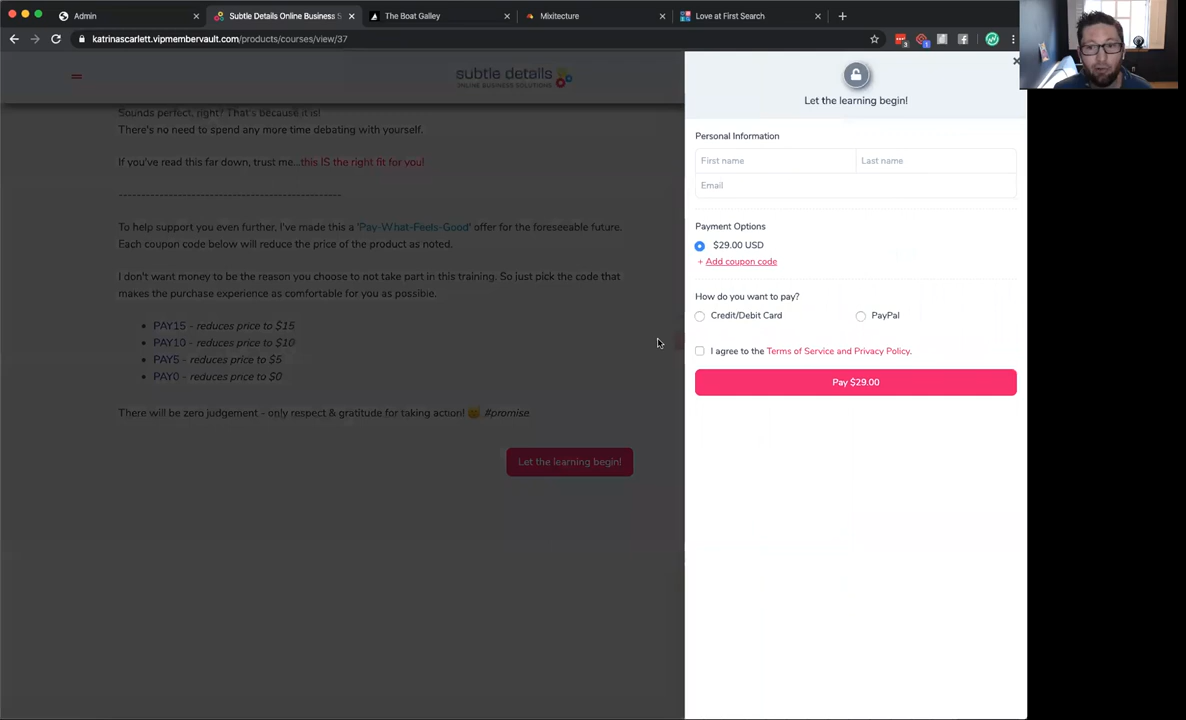 Admin
Subtle Details Online Business S
The Boat Galley
Mixitecture
Love at First Search
katrinascarlett.vipmembervault.com/products/courses/view/37
3
1
subtle details
ONLINE BUSINESS SOLUTIONS
Sounds perfect, right? That's because it is!
There's no need to spend any more time debating with yourself.
If you've read this far down, trust me...this IS the right fit for you!
----------------------------------------
To help support you even further, I've made this a 'Pay-What-Feels-Good' offer for the foreseeable future.
Each coupon code below will reduce the price of the product as noted.
I don't want money to be the reason you choose to not take part in this training. So just pick the code that
makes the purchase experience as comfortable for you as possible.
• PAY15 - reduces price to $15
• PAY10 - reduces price to $10
• PAY5 - reduces price to $5
• PAY0 - reduces price to $0
There will be zero judgement - only respect & gratitude for taking action! 😸 #promise.
Let the learning begin!
Let the learning begin!
Personal Information
First name
Last name
Email
Payment Options
$29.00 USD
+ Add coupon code
How do you want to pay?
Credit/Debit Card
PayPal
I agree to the Terms of Service and Privacy Policy.
Pay $29.00